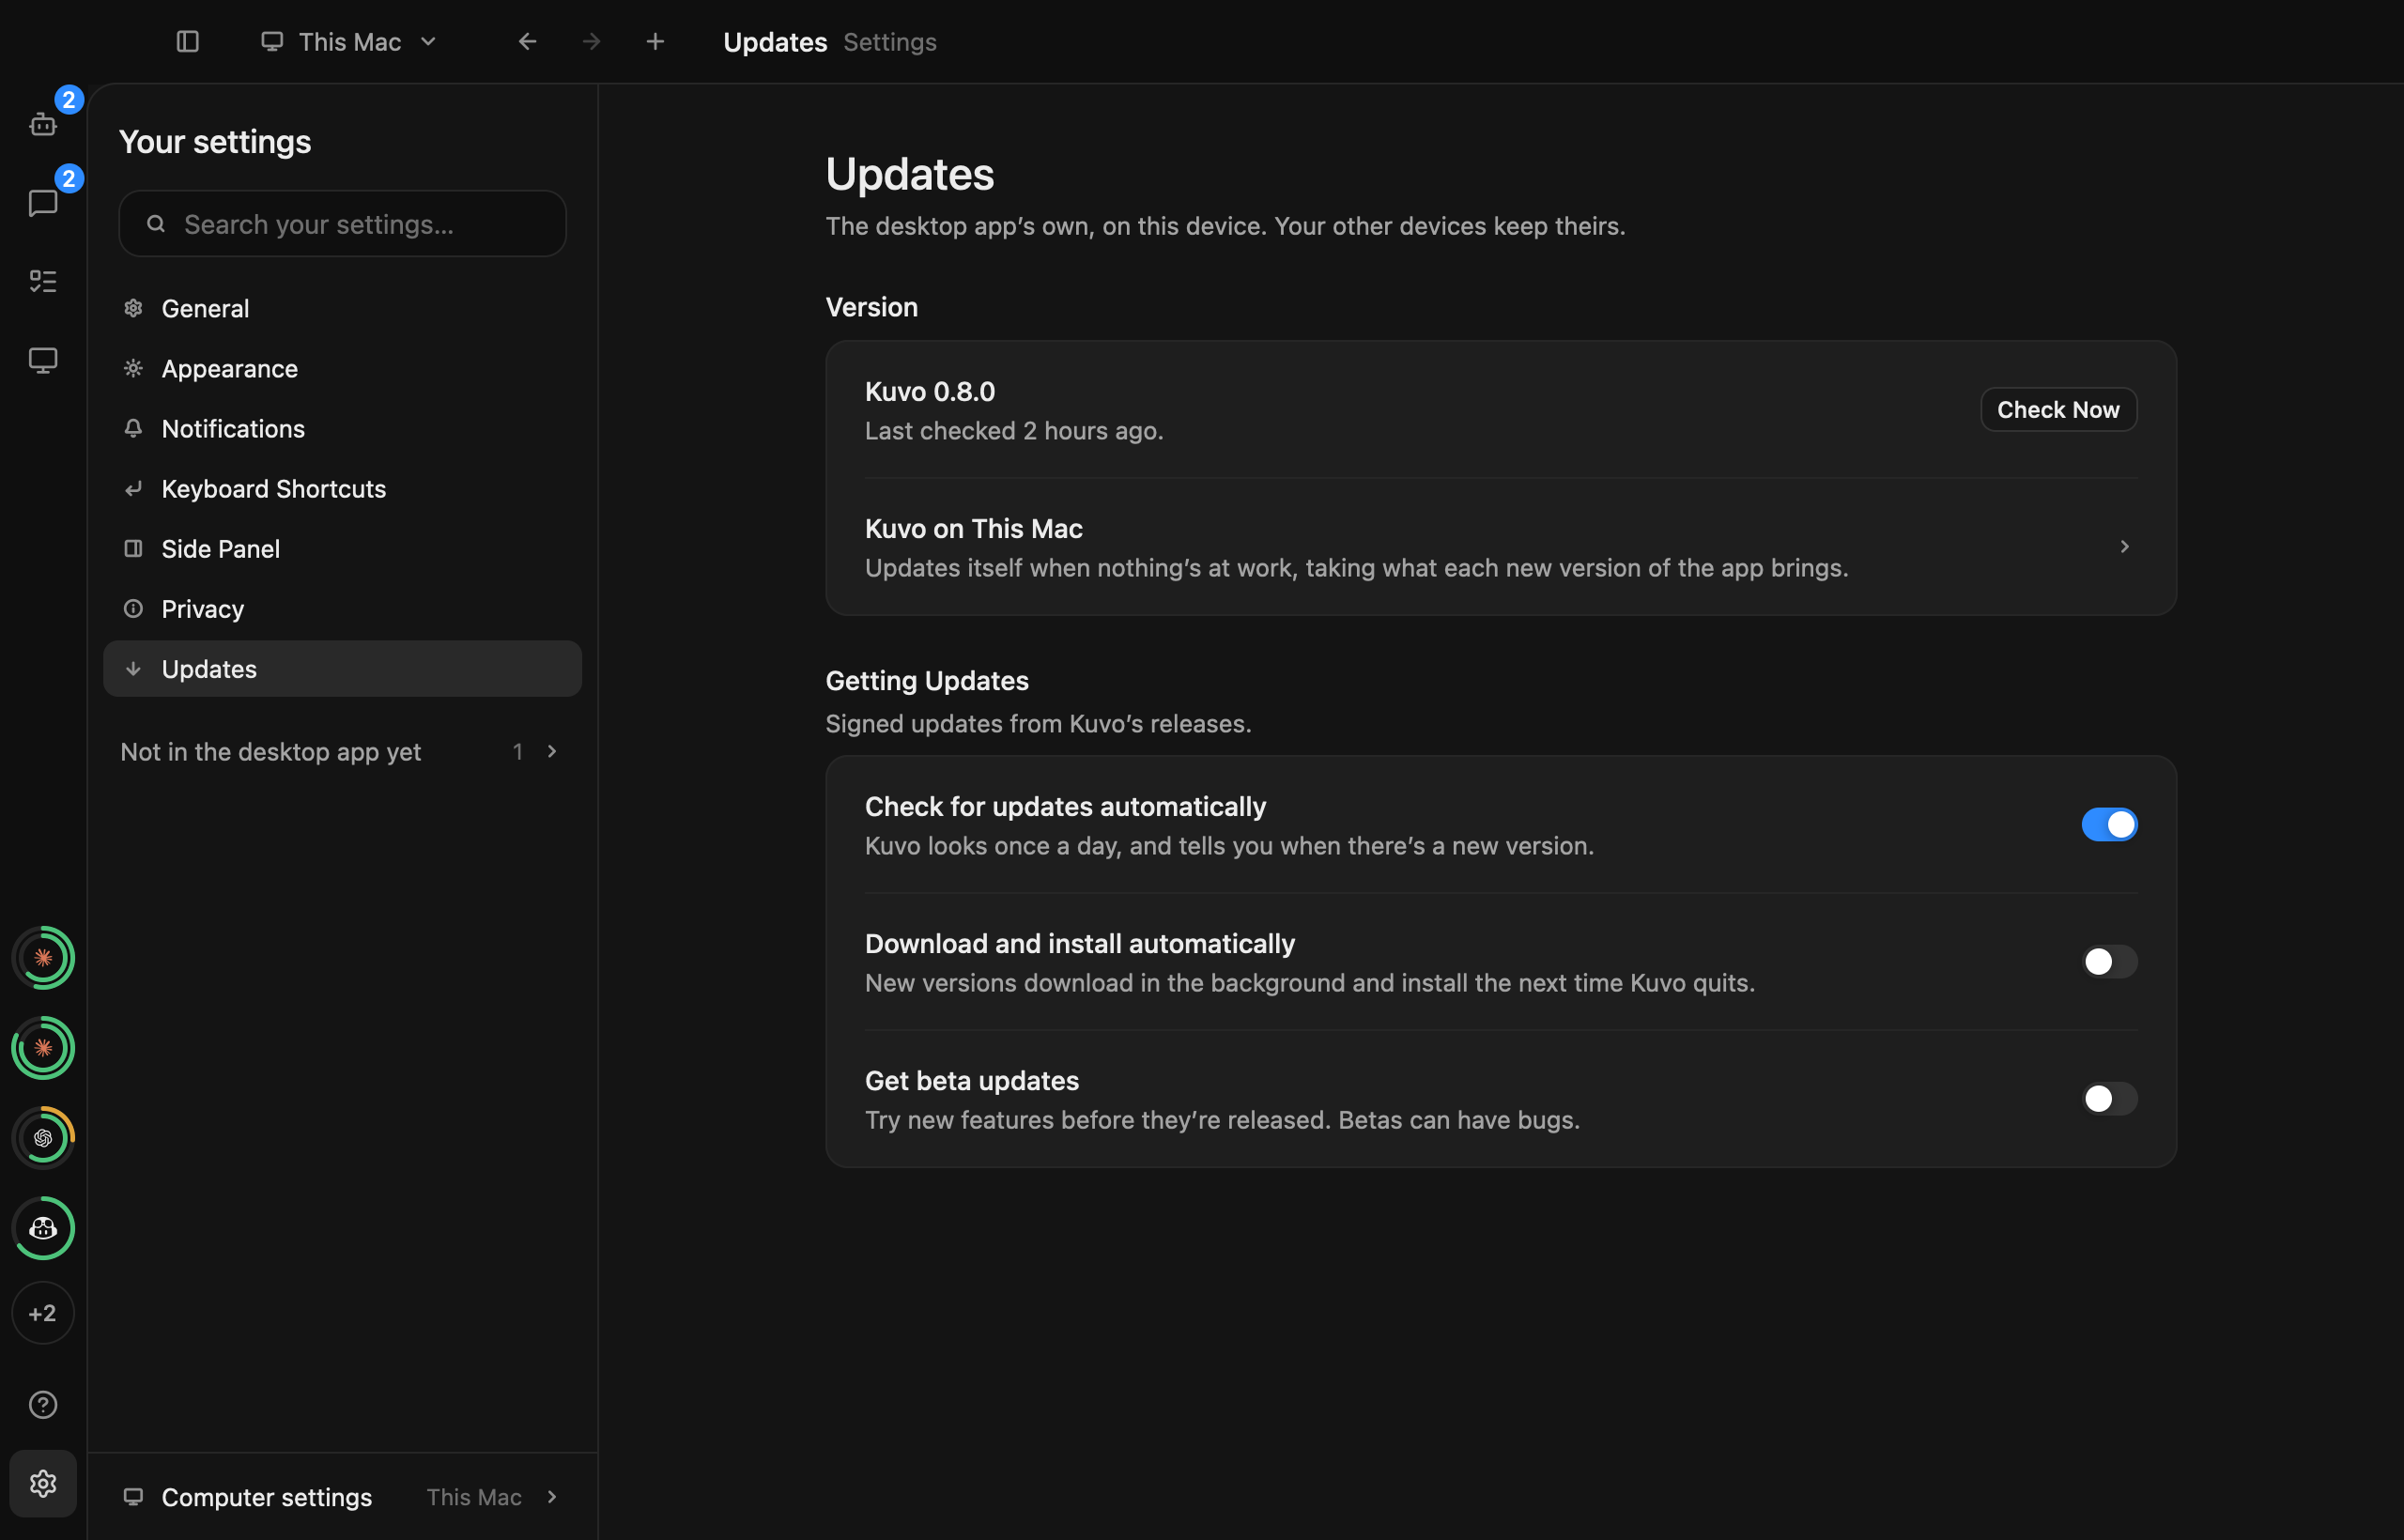 This Mac
Updates Settings
2
2
Your settings
Search your settings...
General
Appearance
Notifications
Keyboard Shortcuts
Side Panel
Privacy
Updates
Not in the desktop app yet 1
+2
Computer settings This Mac
Updates
The desktop app’s own, on this device. Your other devices keep theirs.
Version
Kuvo 0.8.0
Last checked 2 hours ago.
Check Now
Kuvo on This Mac
Updates itself when nothing’s at work, taking what each new version of the app brings.
Getting Updates
Signed updates from Kuvo’s releases.
Check for updates automatically
Kuvo looks once a day, and tells you when there’s a new version.
Download and install automatically
New versions download in the background and install the next time Kuvo quits.
Get beta updates
Try new features before they’re released. Betas can have bugs.